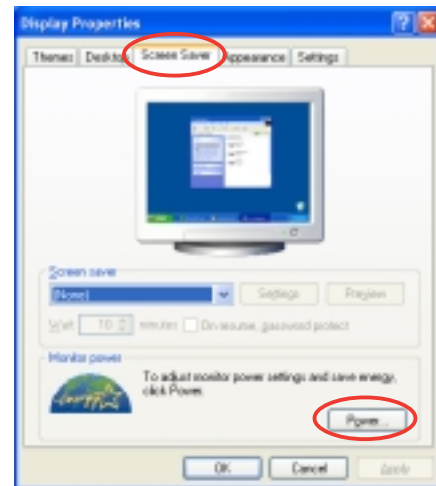 Display Properties
Themes Desktop Screen Saver Appearance Settings
Screen saver
(None) Settings Preview
Wait 10 minutes On resume, password protect
Monitor power
To adjust monitor power settings and save energy,
click Power.
Power...
OK Cancel Apply